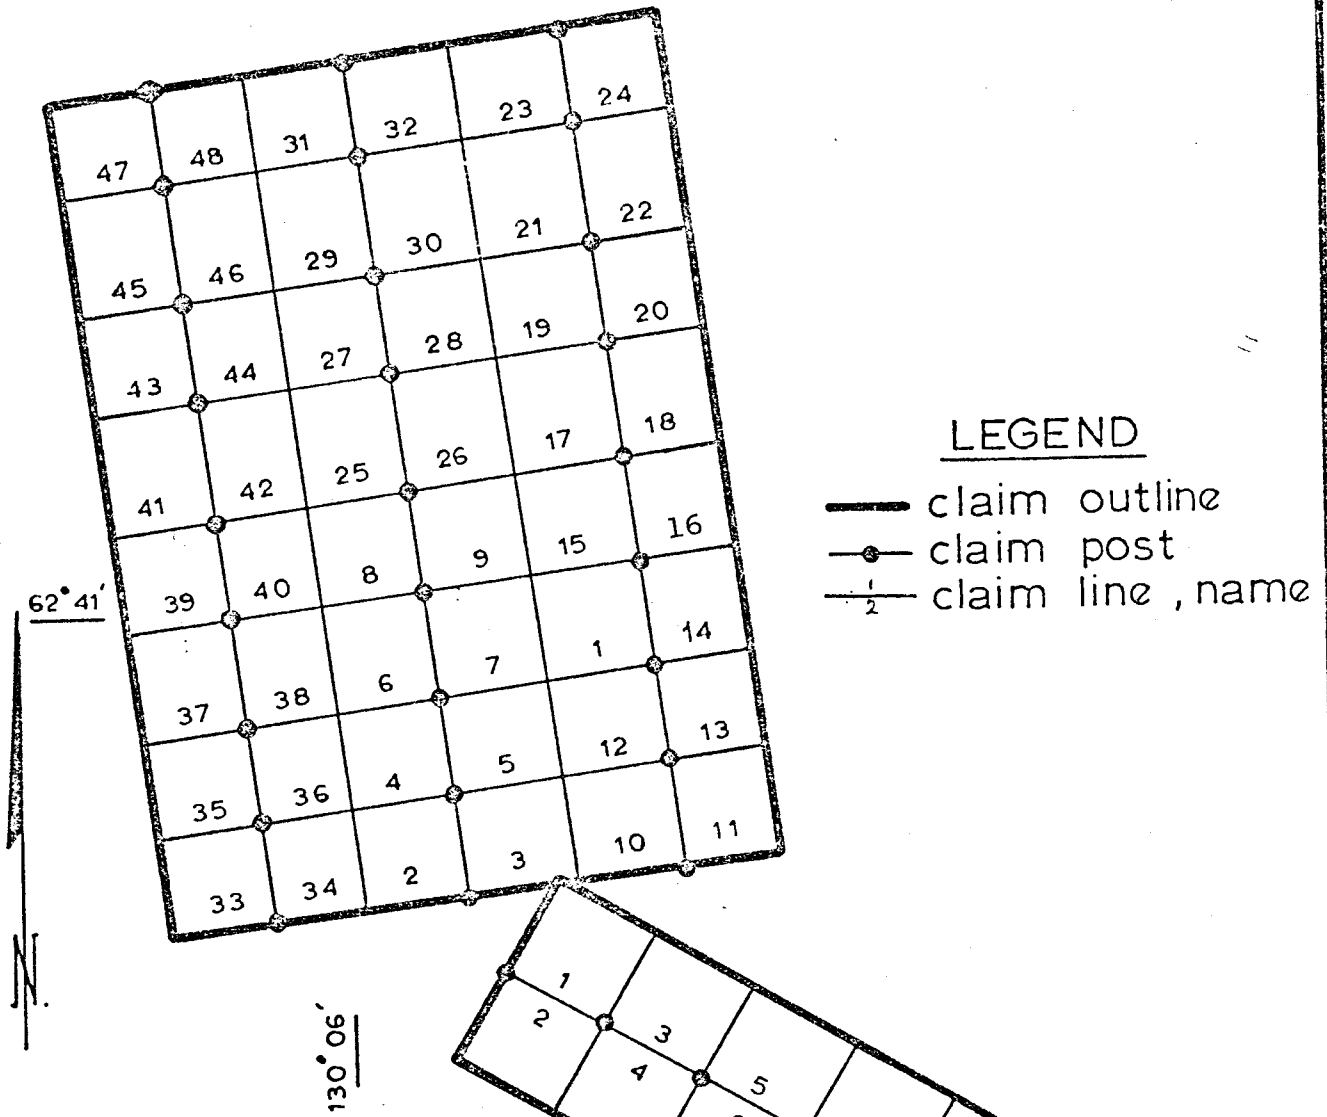 47 48 31 32 23 24
45 46 29 30 21 22
43 44 27 28 19 20
41 42 25 26 17 18
39 40 8 9 15 16
37 38 6 7 1 14
35 36 4 5 12 13
33 34 2 3 10 11
62° 41'
N.
130° 06'
1 3 5
2 4
LEGEND
claim outline
claim post
1
2
claim line , name